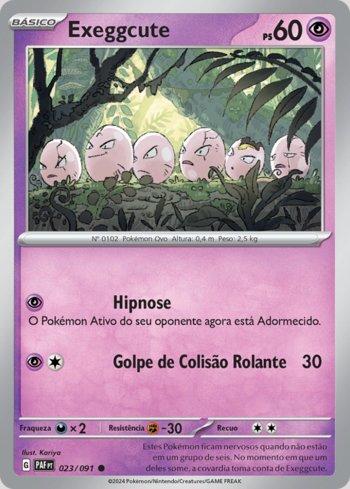 BÁSICO Exeggcute PS60
Nº 0102 Pokémon Ovo Altura: 0,4 m Peso: 2,5 kg
Hipnose
O Pokémon Ativo do seu oponente agora está Adormecido.
Golpe de Colisão Rolante 30
Fraqueza ×2 Resistência -30 Recuo
Ilust. Kariya
G PAF PT 023/091
Estes Pokémon ficam nervosos quando não estão
em um grupo de seis. No momento em que falta um
deles, a covardia toma conta de Exeggcute.
©2024 Pokémon/Nintendo/Creatures/GAME FREAK